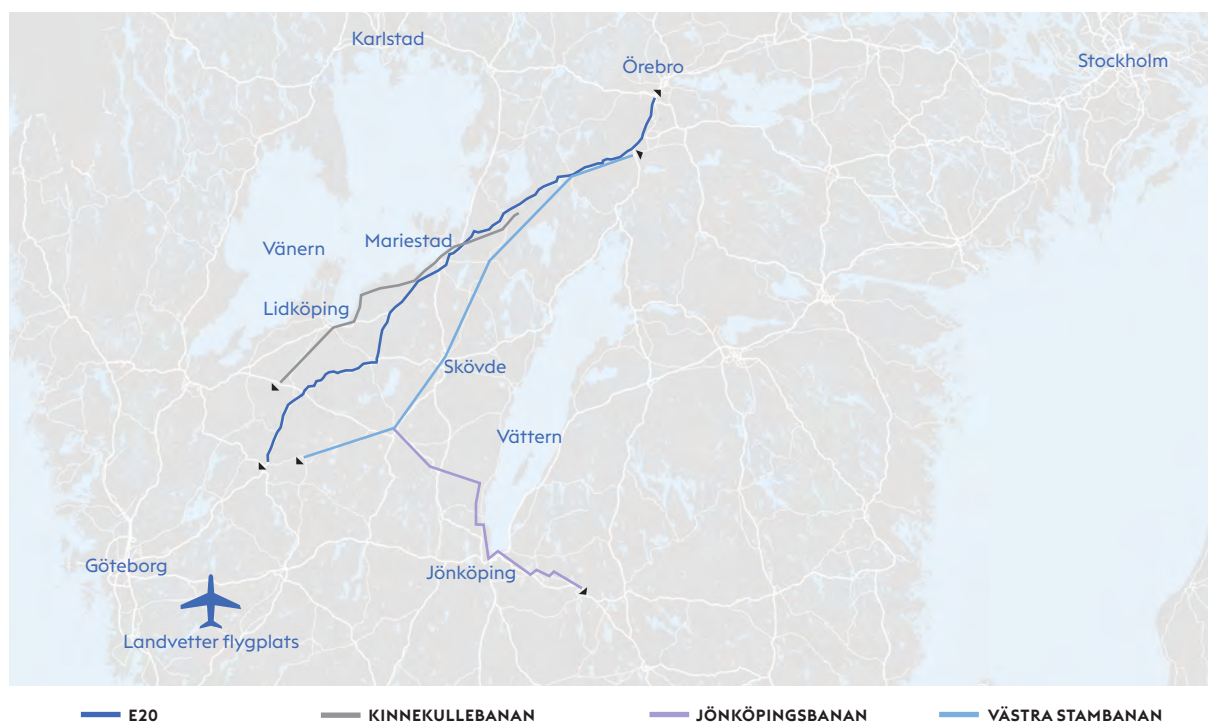 Karlstad
Örebro
Stockholm
Vänern
Mariestad
Lidköping
Skövde
Vättern
Göteborg
Jönköping
Landvetter flygplats
E20
KINNEKULLEBANAN
JÖNKÖPINGSBANAN
VÄSTRA STAMBANAN